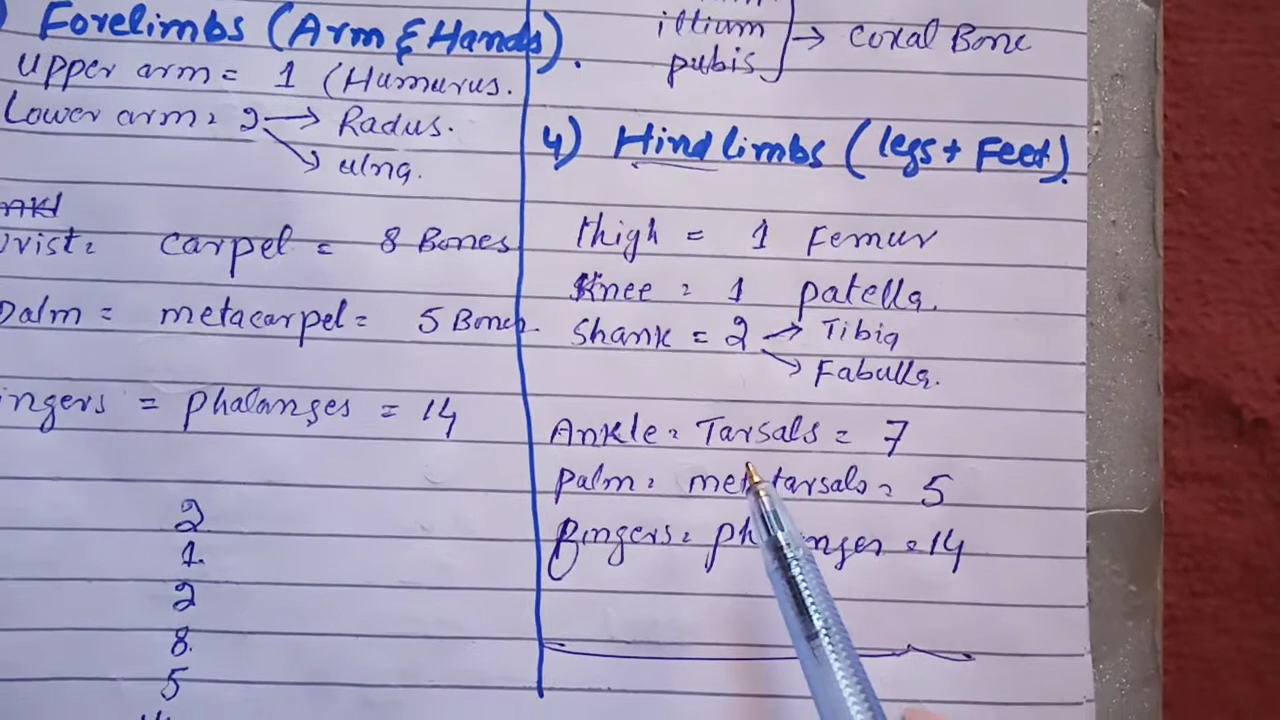 Forelimbs (Arm & Hands).
Upper arm = 1 (Humurus.
Lower arm = 2 → Radus.
→ ulna.
wrist = carpel = 8 Bones
Palm = metacarpel = 5 Bones
ingers = phalanges = 14
2
1.
2
8.
5
illium
pubis → coxal Bone
4) Hind limbs (legs + Feet).
thigh = 1 Femur
Knee = 1 patella.
Shank = 2 → Tibia
→ Fabulla.
Ankle = Tarsals = 7
palm = metatarsals = 5
Fingers = = 14